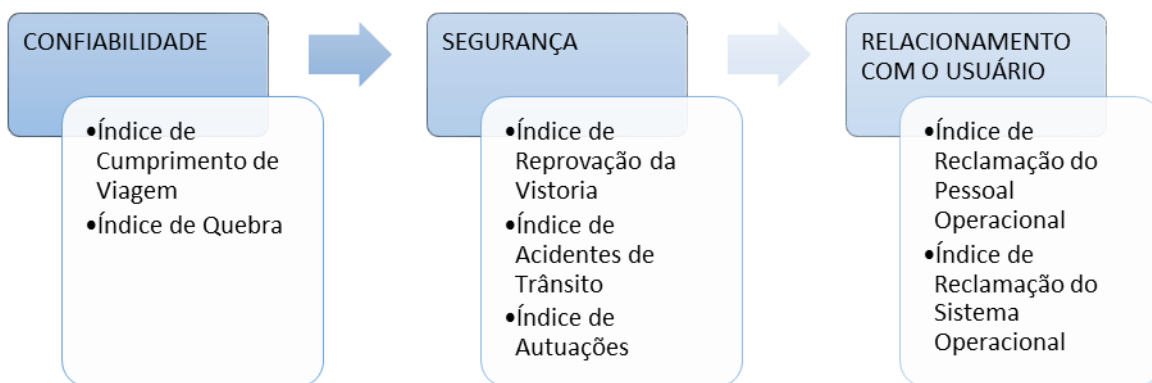 CONFIABILIDADE
•Índice de
Cumprimento de
Viagem
•Índice de Quebra
SEGURANÇA
•Índice de
Reprovação da
Vistoria
•Índice de
Acidentes de
Trânsito
•Índice de
Autuações
RELACIONAMENTO
COM O USUÁRIO
•Índice de
Reclamação do
Pessoal
Operacional
•Índice de
Reclamação do
Sistema
Operacional